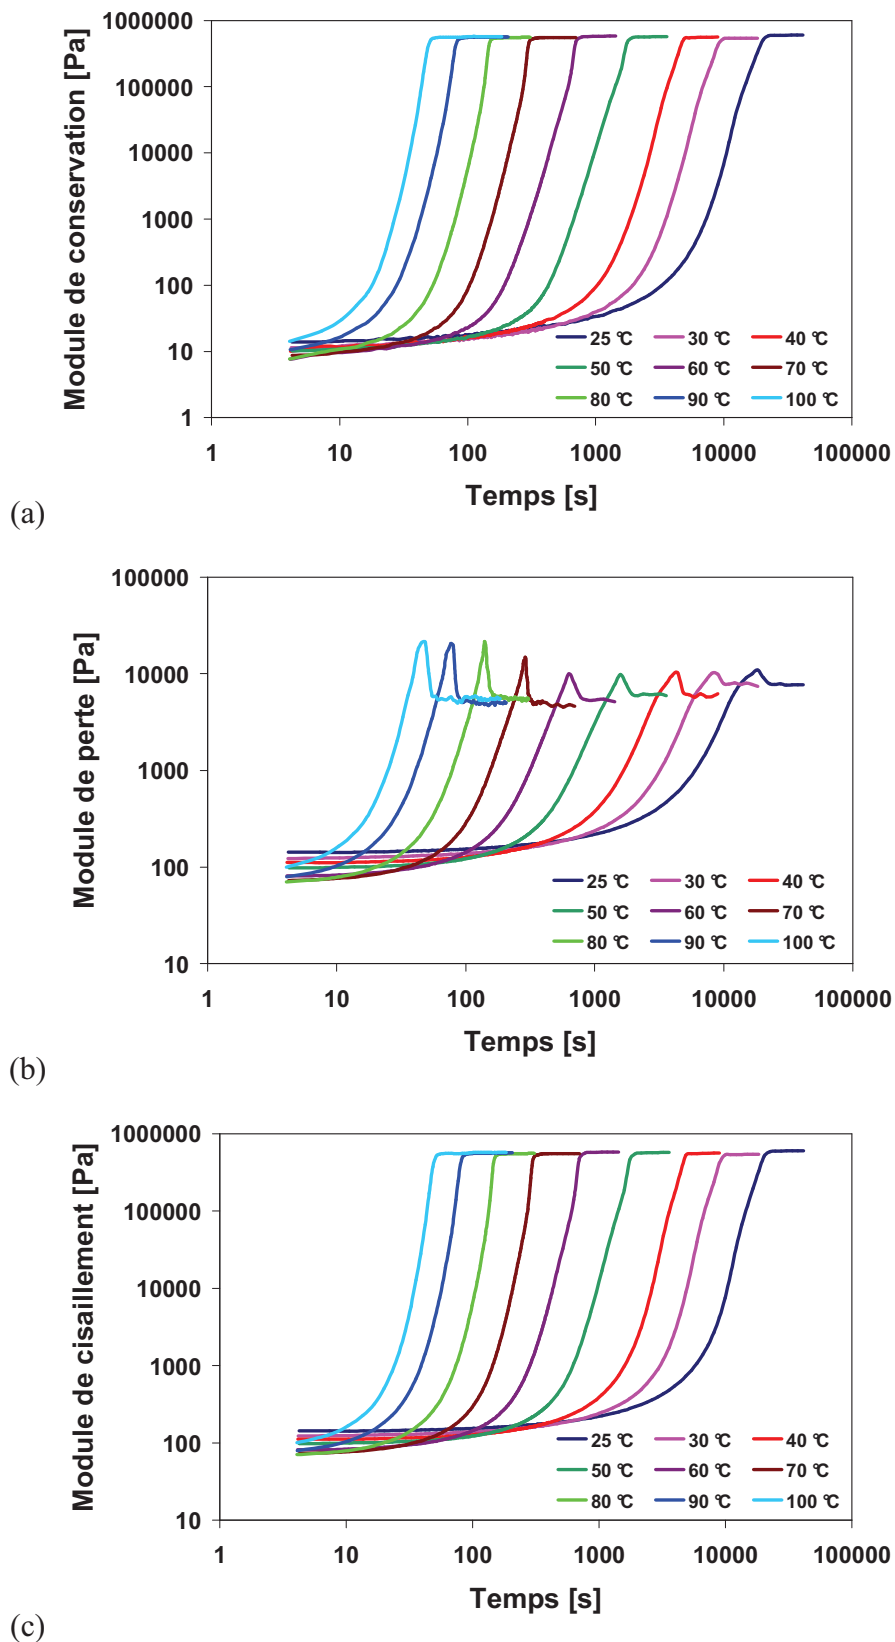 Module de conservation [Pa]
1000000
100000
10000
1000
100
10
1
25 °C 30 °C 40 °C
50 °C 60 °C 70 °C
80 °C 90 °C 100 °C
1 10 100 1000 10000 100000
Temps [s]
(a)
Module de perte [Pa]
100000
10000
1000
100
10
25 °C 30 °C 40 °C
50 °C 60 °C 70 °C
80 °C 90 °C 100 °C
1 10 100 1000 10000 100000
Temps [s]
(b)
Module de cisaillement [Pa]
1000000
100000
10000
1000
100
10
25 °C 30 °C 40 °C
50 °C 60 °C 70 °C
80 °C 90 °C 100 °C
1 10 100 1000 10000 100000
Temps [s]
(c)